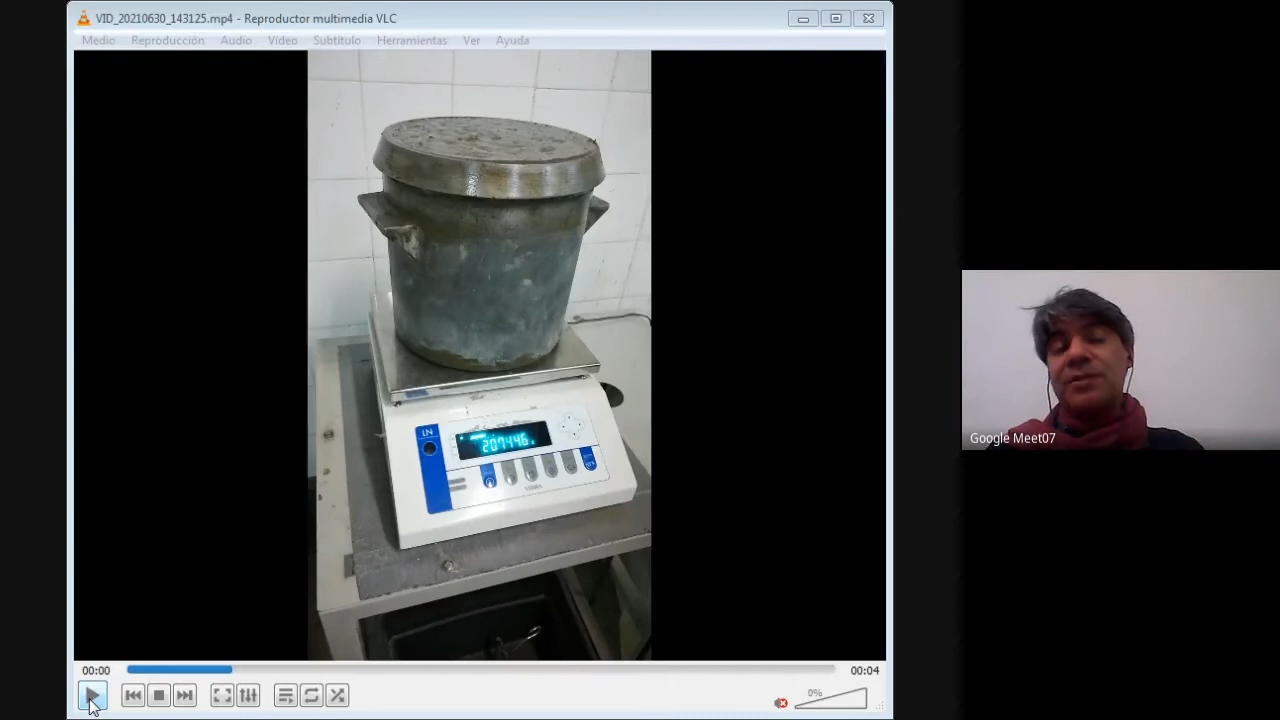 VID_20210630_143125.mp4 - Reproductor multimedia VLC
Medio Reproducción Audio Vídeo Subtítulo Herramientas Ver Ayuda
LN
Google Meet07
00:00
00:04
0%